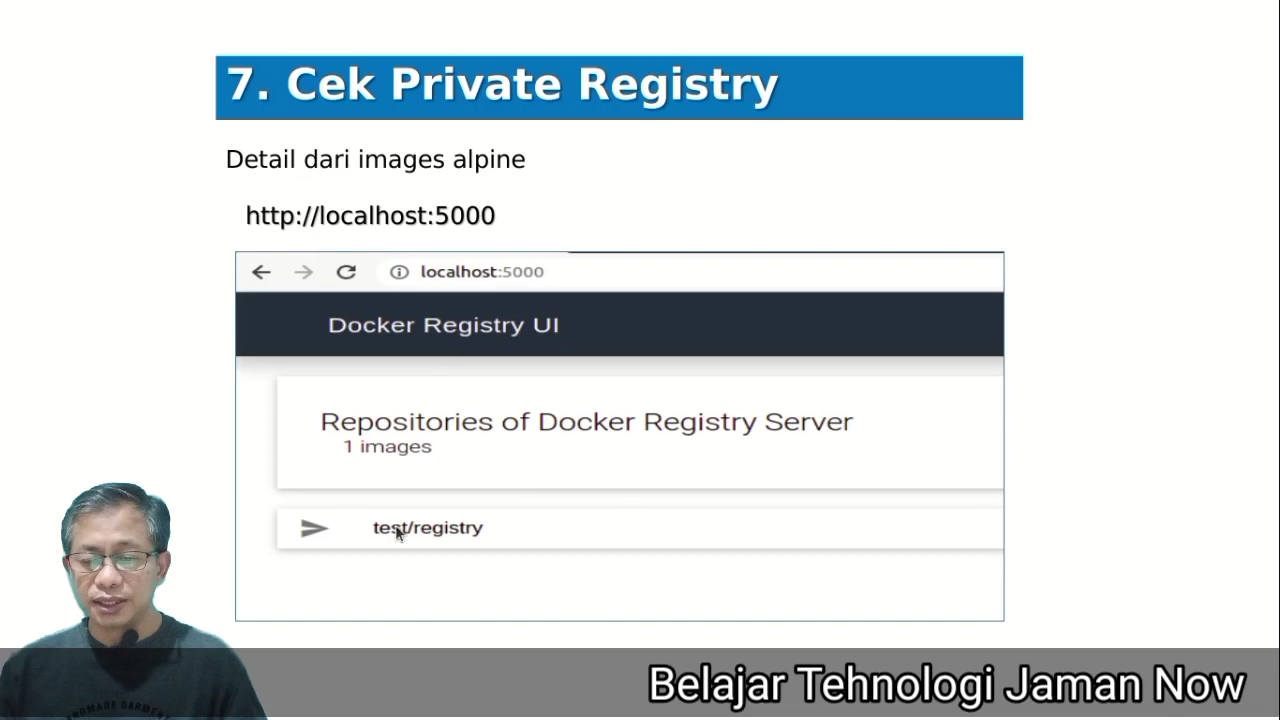 7. Cek Private Registry
Detail dari images alpine
http://localhost:5000
localhost:5000
Docker Registry UI
Repositories of Docker Registry Server
1 images
test/registry
Belajar Tehnologi Jaman Now